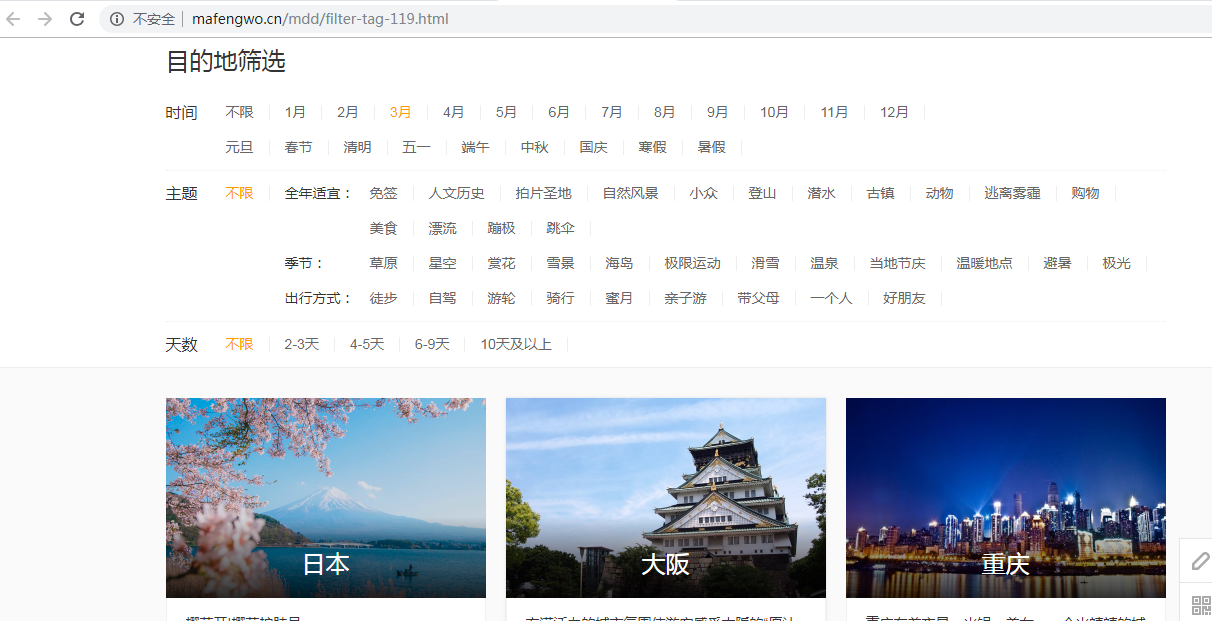 不安全 mafengwo.cn/mdd/filter-tag-119.html
目的地筛选
时间 不限 1月 2月 3月 4月 5月 6月 7月 8月 9月 10月 11月 12月
元旦 春节 清明 五一 端午 中秋 国庆 寒假 暑假
主题 不限 全年适宜： 免签 人文历史 拍片圣地 自然风景 小众 登山 潜水 古镇 动物 逃离雾霾 购物
美食 漂流 蹦极 跳伞
季节： 草原 星空 赏花 雪景 海岛 极限运动 滑雪 温泉 当地节庆 温暖地点 避暑 极光
出行方式： 徒步 自驾 游轮 骑行 蜜月 亲子游 带父母 一个人 好朋友
天数 不限 2-3天 4-5天 6-9天 10天及以上
日本 大阪 重庆